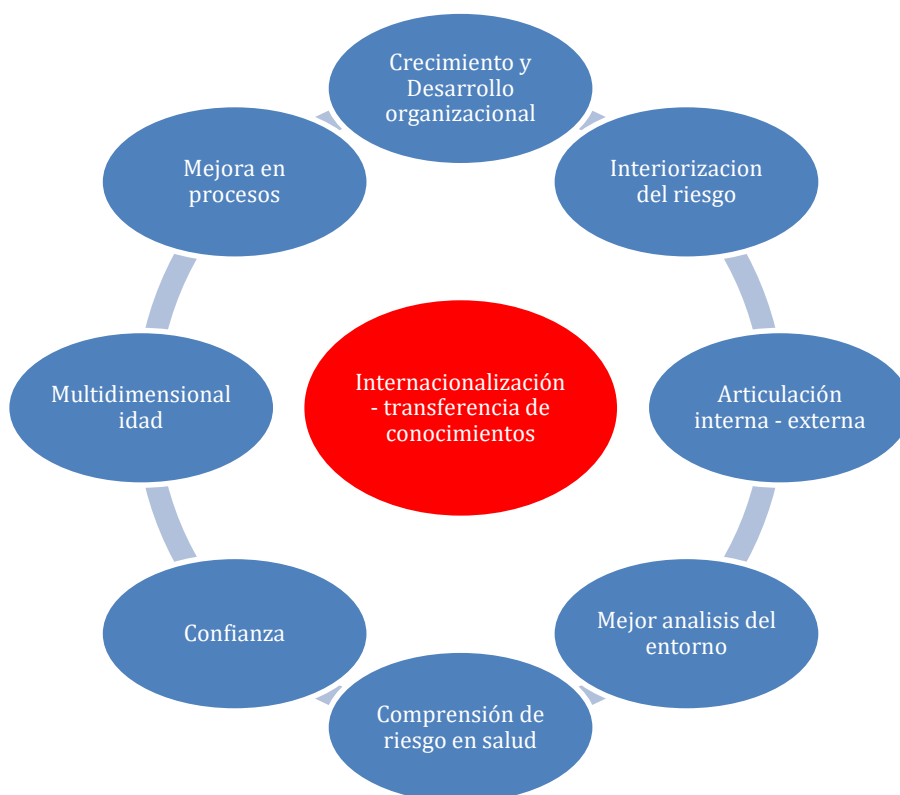 Crecimiento y
Desarrollo
organizacional
Interiorizacion
del riesgo
Articulación
interna - externa
Mejor analisis del
entorno
Comprensión de
riesgo en salud
Confianza
Multidimensional
idad
Mejora en
procesos
Internacionalización
- transferencia de
conocimientos